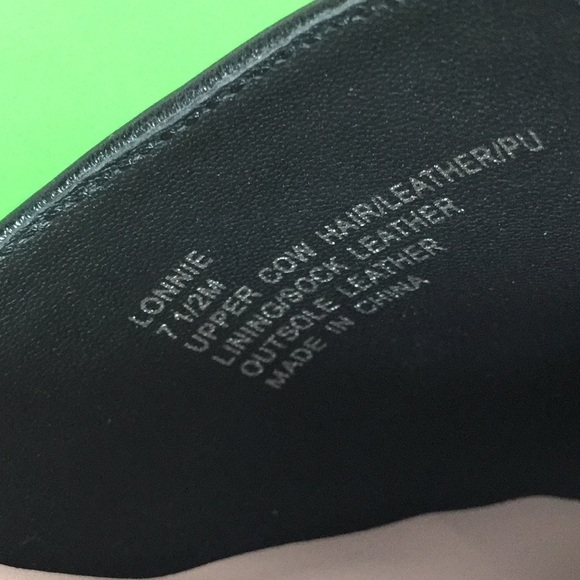 LONNIE
7 1/2M
UPPER COW HAIR/LEATHER/PU
LINING/SOCK LEATHER
OUTSOLE LEATHER
MADE IN CHINA